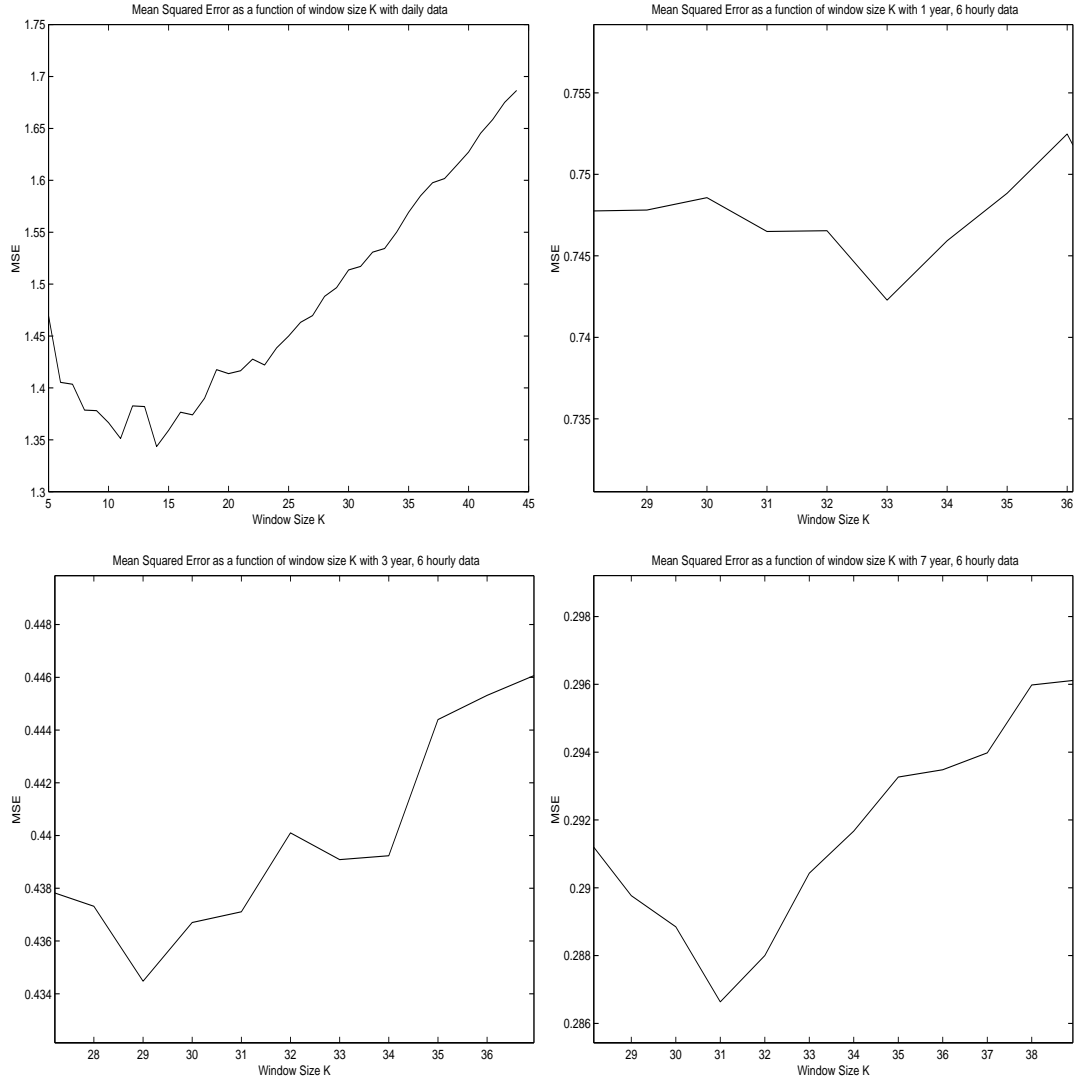 Mean Squared Error as a function of window size K with daily data
1.75
1.7
1.65
1.6
1.55
1.5
1.45
1.4
1.35
1.3
MSE
5 10 15 20 25 30 35 40 45
Window Size K
Mean Squared Error as a function of window size K with 1 year, 6 hourly data
0.755
0.75
0.745
0.74
0.735
MSE
29 30 31 32 33 34 35 36
Window Size K
Mean Squared Error as a function of window size K with 3 year, 6 hourly data
0.448
0.446
0.444
0.442
0.44
0.438
0.436
0.434
MSE
28 29 30 31 32 33 34 35 36
Window Size K
Mean Squared Error as a function of window size K with 7 year, 6 hourly data
0.298
0.296
0.294
0.292
0.29
0.288
0.286
MSE
29 30 31 32 33 34 35 36 37 38
Window Size K